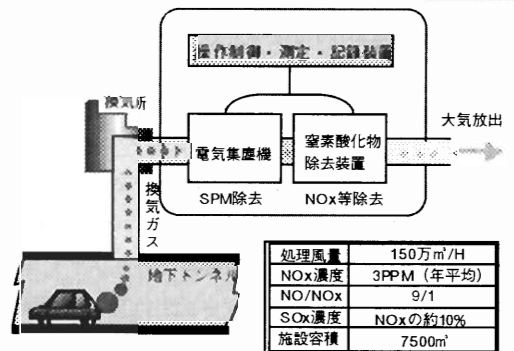 操作制御・測定・記録装置
換気所
大気放出
電気集塵機
窒素酸化物
除去装置
SPM除去
NOx等除去
換気ガス
地下トンネル
処理風量 150万㎥/H
NOx濃度 3PPM（年平均）
NO/NOx 9/1
SOx濃度 NOxの約10%
施設容積 7500㎥